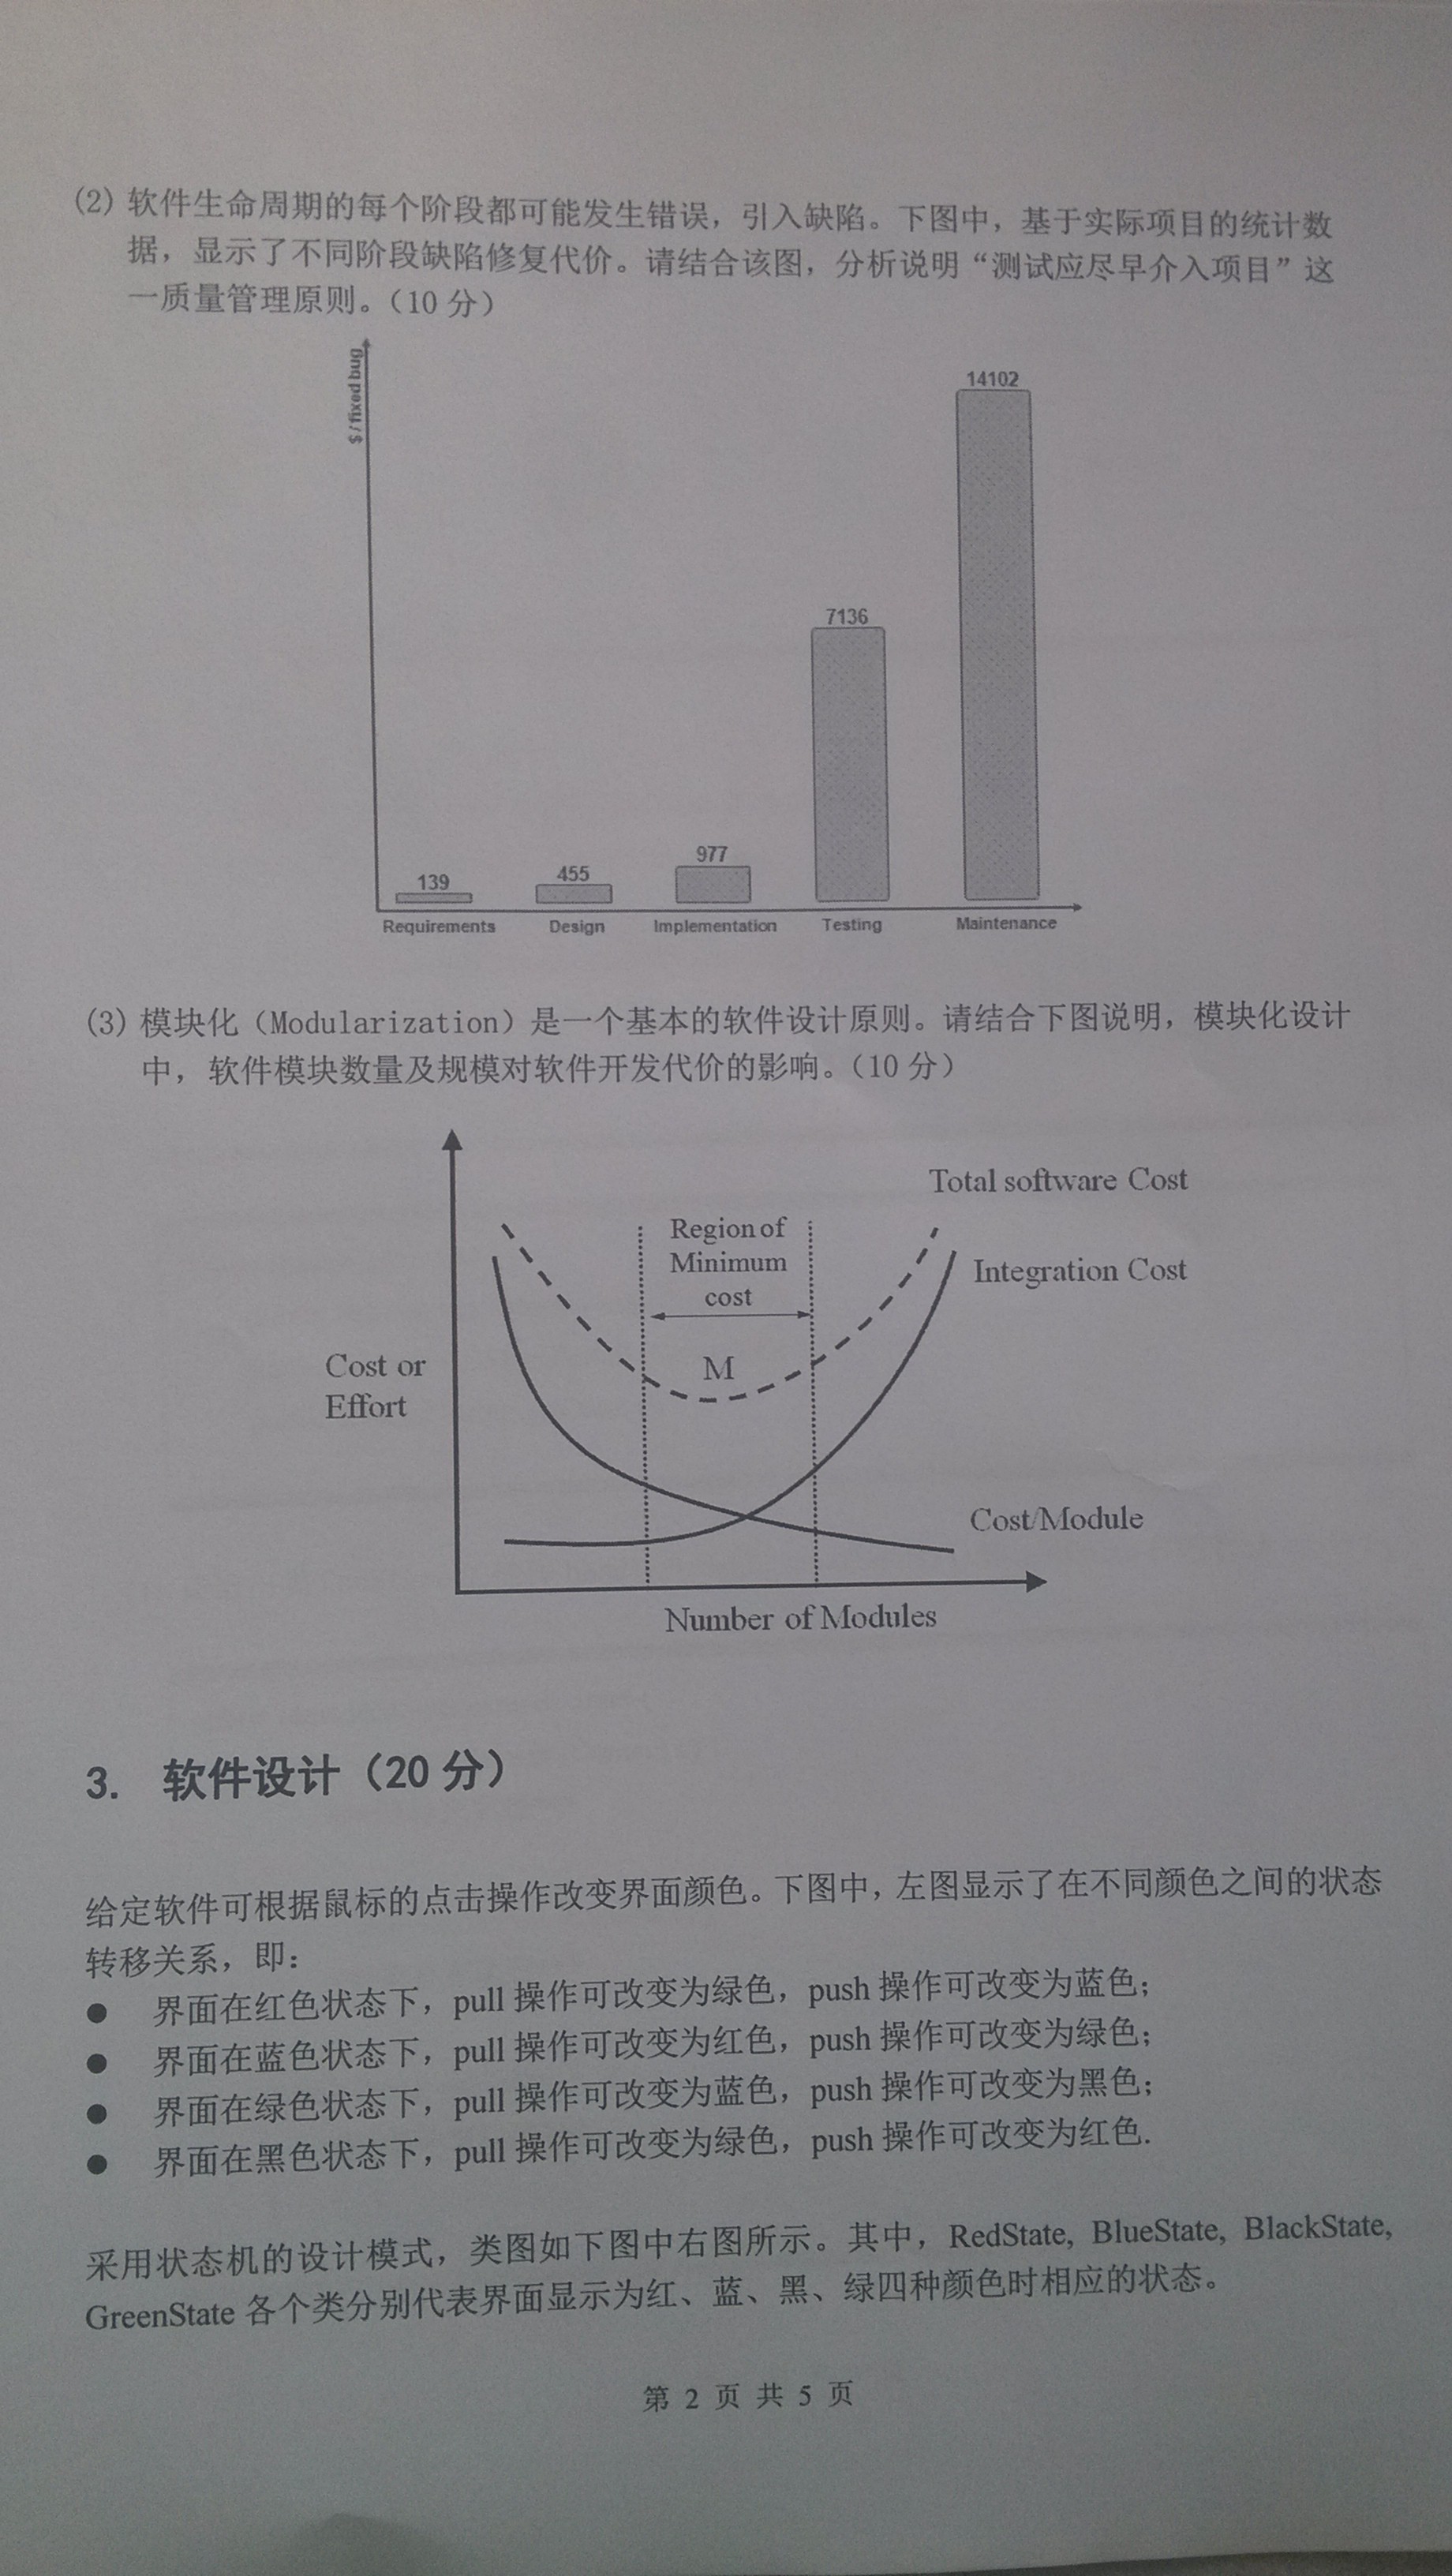 (2) 软件生命周期的每个阶段都可能发生错误，引入缺陷。下图中，基于实际项目的统计数
据，显示了不同阶段缺陷修复代价。请结合该图，分析说明“测试应尽早介入项目”这
一质量管理原则。（10 分）
$ / fixed bug
14102
7136
977
455
139
Requirements Design Implementation Testing Maintenance
(3) 模块化（Modularization）是一个基本的软件设计原则。请结合下图说明，模块化设计
中，软件模块数量及规模对软件开发代价的影响。（10 分）
Total software Cost
Region of
Minimum
cost
Integration Cost
M
Cost or
Effort
Cost/Module
Number of Modules
3. 软件设计（20 分）
给定软件可根据鼠标的点击操作改变界面颜色。下图中，左图显示了在不同颜色之间的状态
转移关系，即：
● 界面在红色状态下，pull 操作可改变为绿色，push 操作可改变为蓝色；
● 界面在蓝色状态下，pull 操作可改变为红色，push 操作可改变为绿色；
● 界面在绿色状态下，pull 操作可改变为蓝色，push 操作可改变为黑色；
● 界面在黑色状态下，pull 操作可改变为绿色，push 操作可改变为红色.
采用状态机的设计模式，类图如下图中右图所示。其中，RedState, BlueState, BlackState,
GreenState 各个类分别代表界面显示为红、蓝、黑、绿四种颜色时相应的状态。
第 2 页 共 5 页